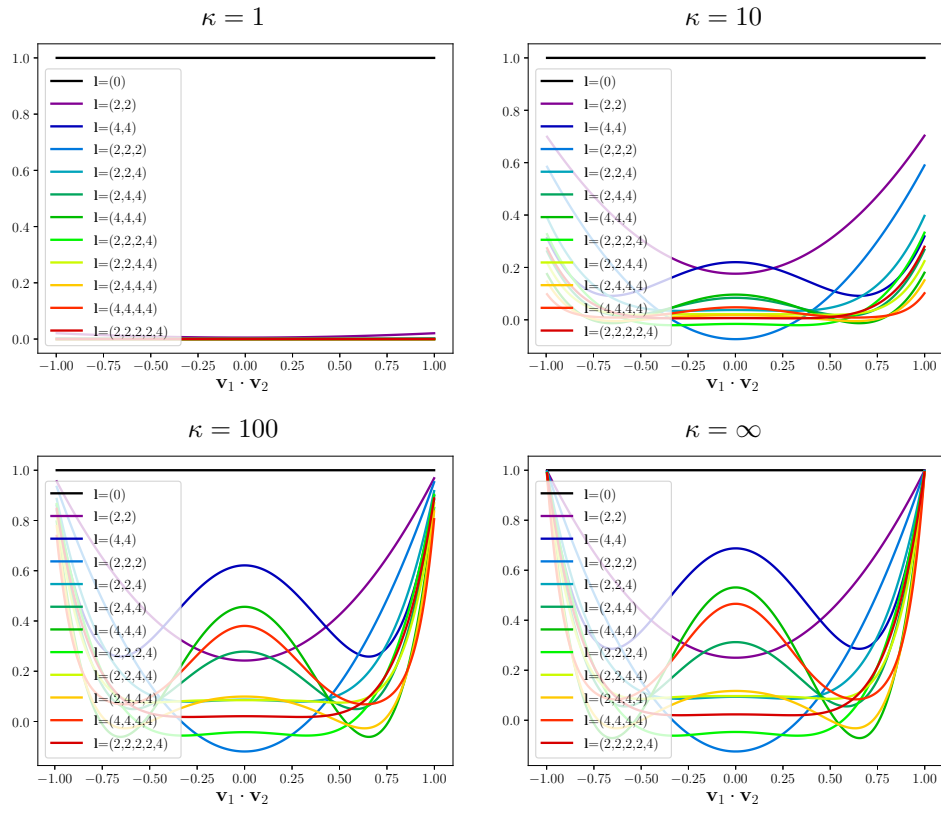 κ = 1
1.0
0.8
0.6
0.4
0.2
0.0
l=(0)
l=(2,2)
l=(4,4)
l=(2,2,2)
l=(2,2,4)
l=(2,4,4)
l=(4,4,4)
l=(2,2,2,4)
l=(2,2,4,4)
l=(2,4,4,4)
l=(4,4,4,4)
l=(2,2,2,2,4)
−1.00 −0.75 −0.50 −0.25 0.00 0.25 0.50 0.75 1.00
v₁ · v₂
κ = 10
1.0
0.8
0.6
0.4
0.2
0.0
l=(0)
l=(2,2)
l=(4,4)
l=(2,2,2)
l=(2,2,4)
l=(2,4,4)
l=(4,4,4)
l=(2,2,2,4)
l=(2,2,4,4)
l=(2,4,4,4)
l=(4,4,4,4)
l=(2,2,2,2,4)
−1.00 −0.75 −0.50 −0.25 0.00 0.25 0.50 0.75 1.00
v₁ · v₂
κ = 100
1.0
0.8
0.6
0.4
0.2
0.0
l=(0)
l=(2,2)
l=(4,4)
l=(2,2,2)
l=(2,2,4)
l=(2,4,4)
l=(4,4,4)
l=(2,2,2,4)
l=(2,2,4,4)
l=(2,4,4,4)
l=(4,4,4,4)
l=(2,2,2,2,4)
−1.00 −0.75 −0.50 −0.25 0.00 0.25 0.50 0.75 1.00
v₁ · v₂
κ = ∞
1.0
0.8
0.6
0.4
0.2
0.0
l=(0)
l=(2,2)
l=(4,4)
l=(2,2,2)
l=(2,2,4)
l=(2,4,4)
l=(4,4,4)
l=(2,2,2,4)
l=(2,2,4,4)
l=(2,4,4,4)
l=(4,4,4,4)
l=(2,2,2,2,4)
−1.00 −0.75 −0.50 −0.25 0.00 0.25 0.50 0.75 1.00
v₁ · v₂